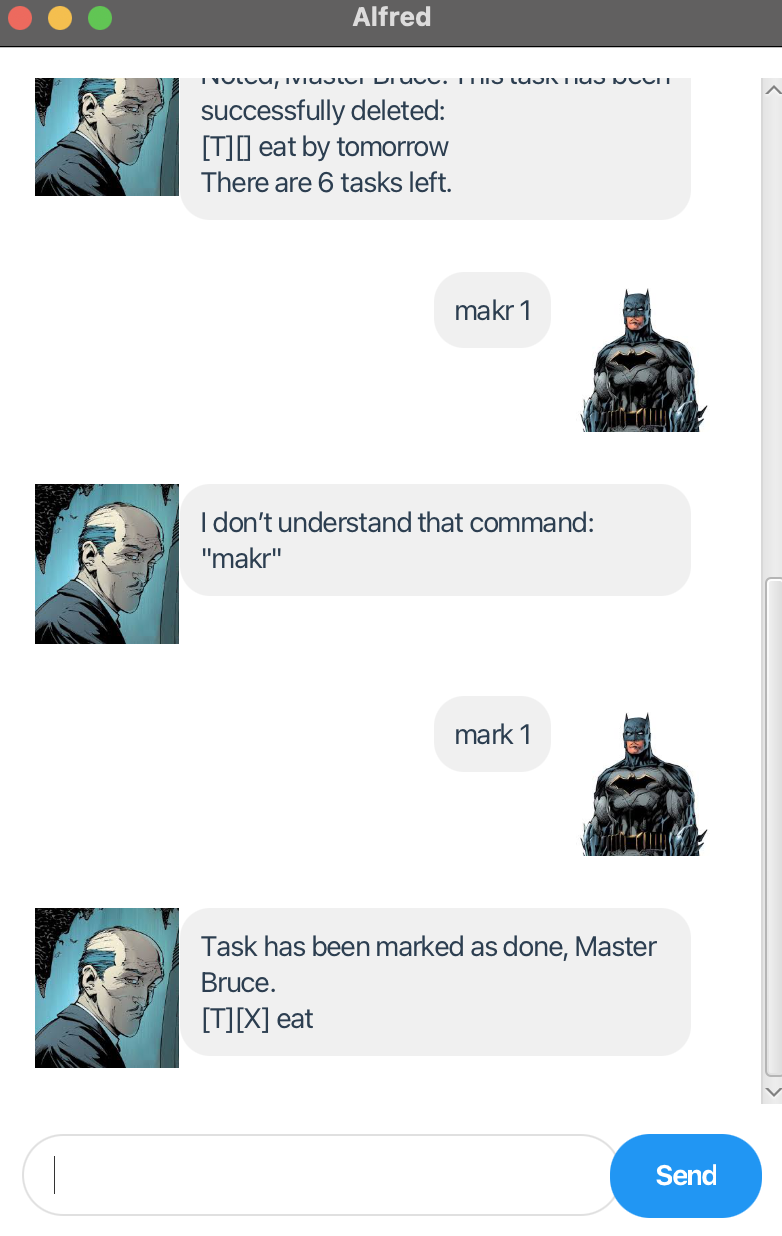 Alfred
Noted, Master Bruce. This task has been
successfully deleted:
[T][] eat by tomorrow
There are 6 tasks left.
makr 1
I don’t understand that command:
"makr"
mark 1
Task has been marked as done, Master
Bruce.
[T][X] eat
Send